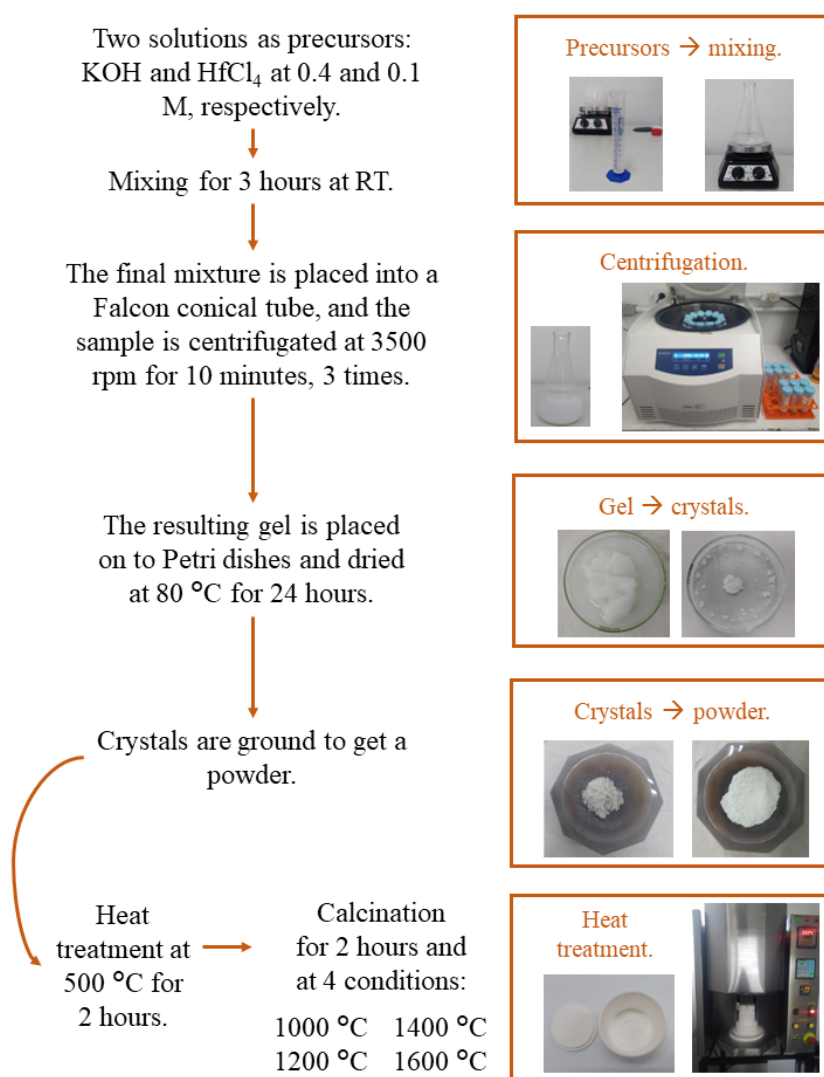 Two solutions as precursors:
KOH and HfCl₄ at 0.4 and 0.1
M, respectively.
Mixing for 3 hours at RT.
The final mixture is placed into a
Falcon conical tube, and the
sample is centrifugated at 3500
rpm for 10 minutes, 3 times.
The resulting gel is placed
on to Petri dishes and dried
at 80 °C for 24 hours.
Crystals are ground to get a
powder.
Heat
treatment at
500 °C for
2 hours.
Calcination
for 2 hours and
at 4 conditions:
1000 °C 1400 °C
1200 °C 1600 °C
Precursors → mixing.
Centrifugation.
Gel → crystals.
Crystals → powder.
Heat
treatment.